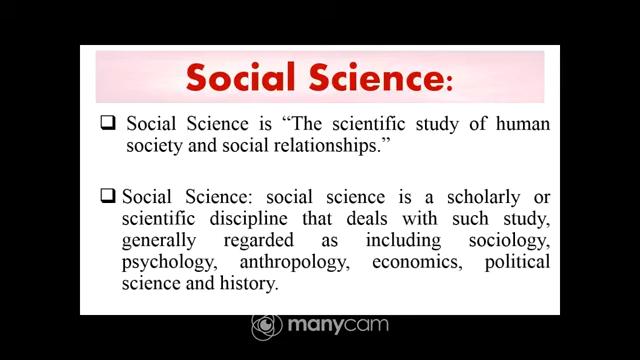 Social Science:
❑ Social Science is “The scientific study of human
society and social relationships.”
❑ Social Science: social science is a scholarly or
scientific discipline that deals with such study,
generally regarded as including sociology,
psychology, anthropology, economics, political
science and history.
manycam